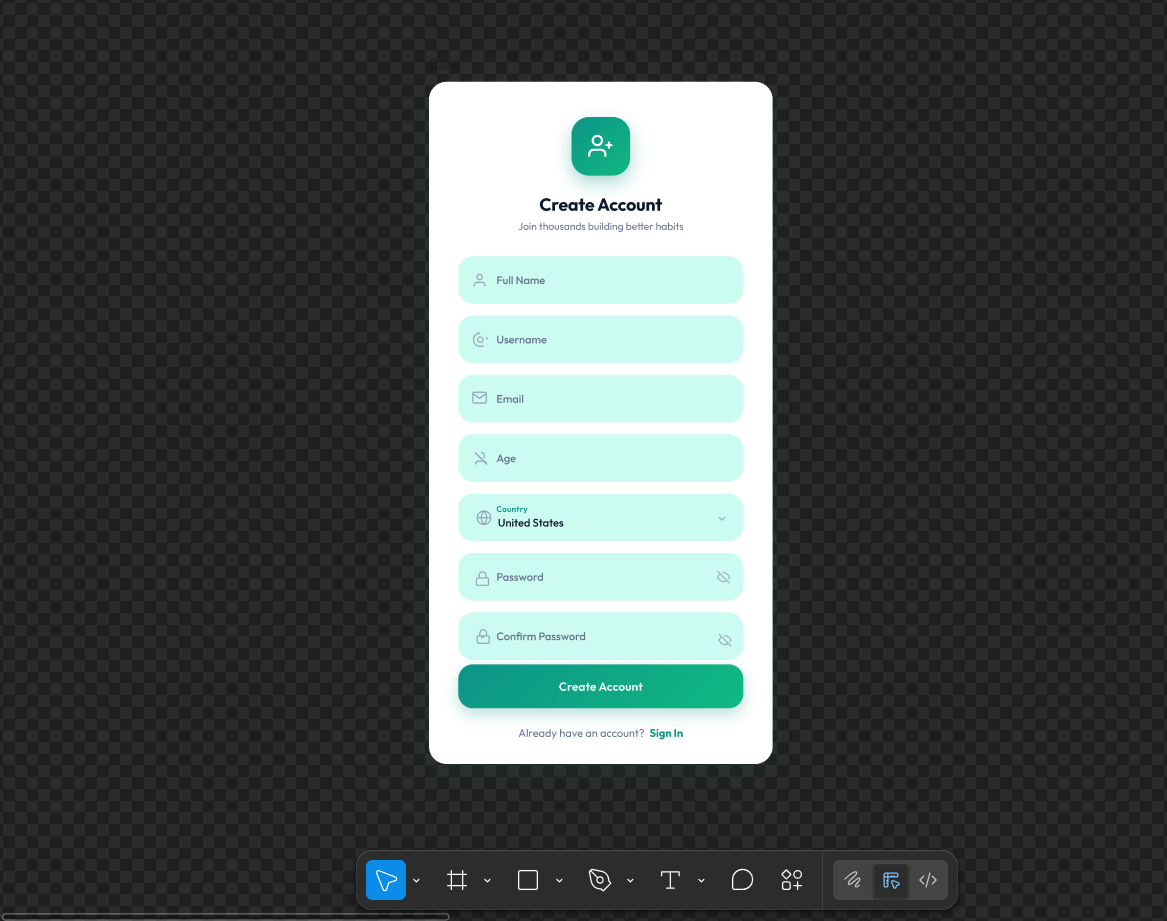 Create Account
Join thousands building better habits
Full Name
Username
Email
Age
Country
United States
Password
Confirm Password
Create Account
Already have an account? Sign In